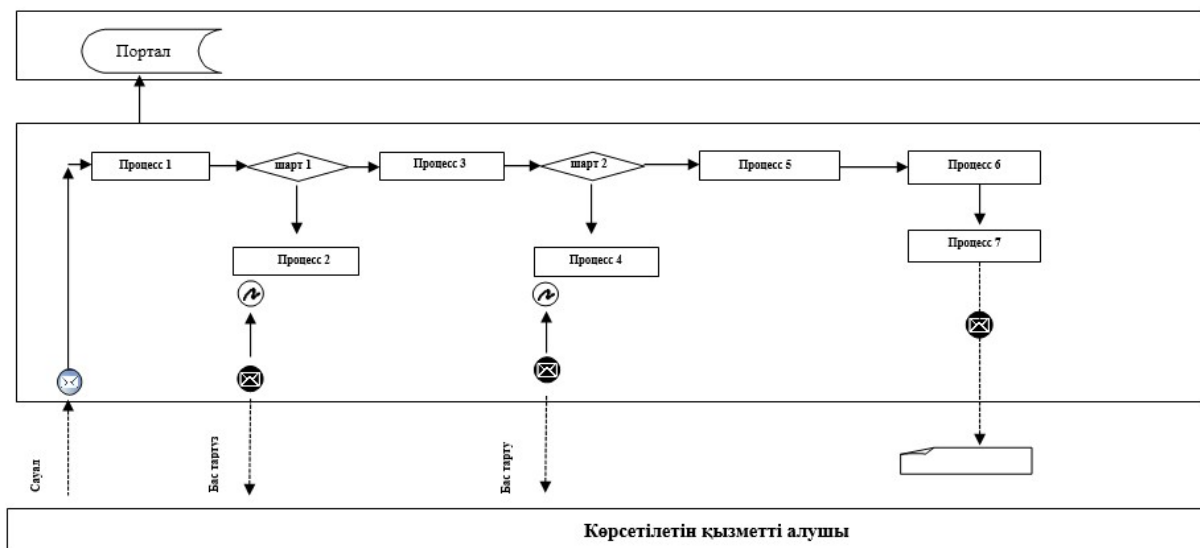 Портал
Процесс 1
шарт 1
Процесс 3
шарт 2
Процесс 5
Процесс 6
Процесс 2
Процесс 4
Процесс 7
Сауал
Бас тартуз
Бас тарту
Көрсетілетін қызметті алушы